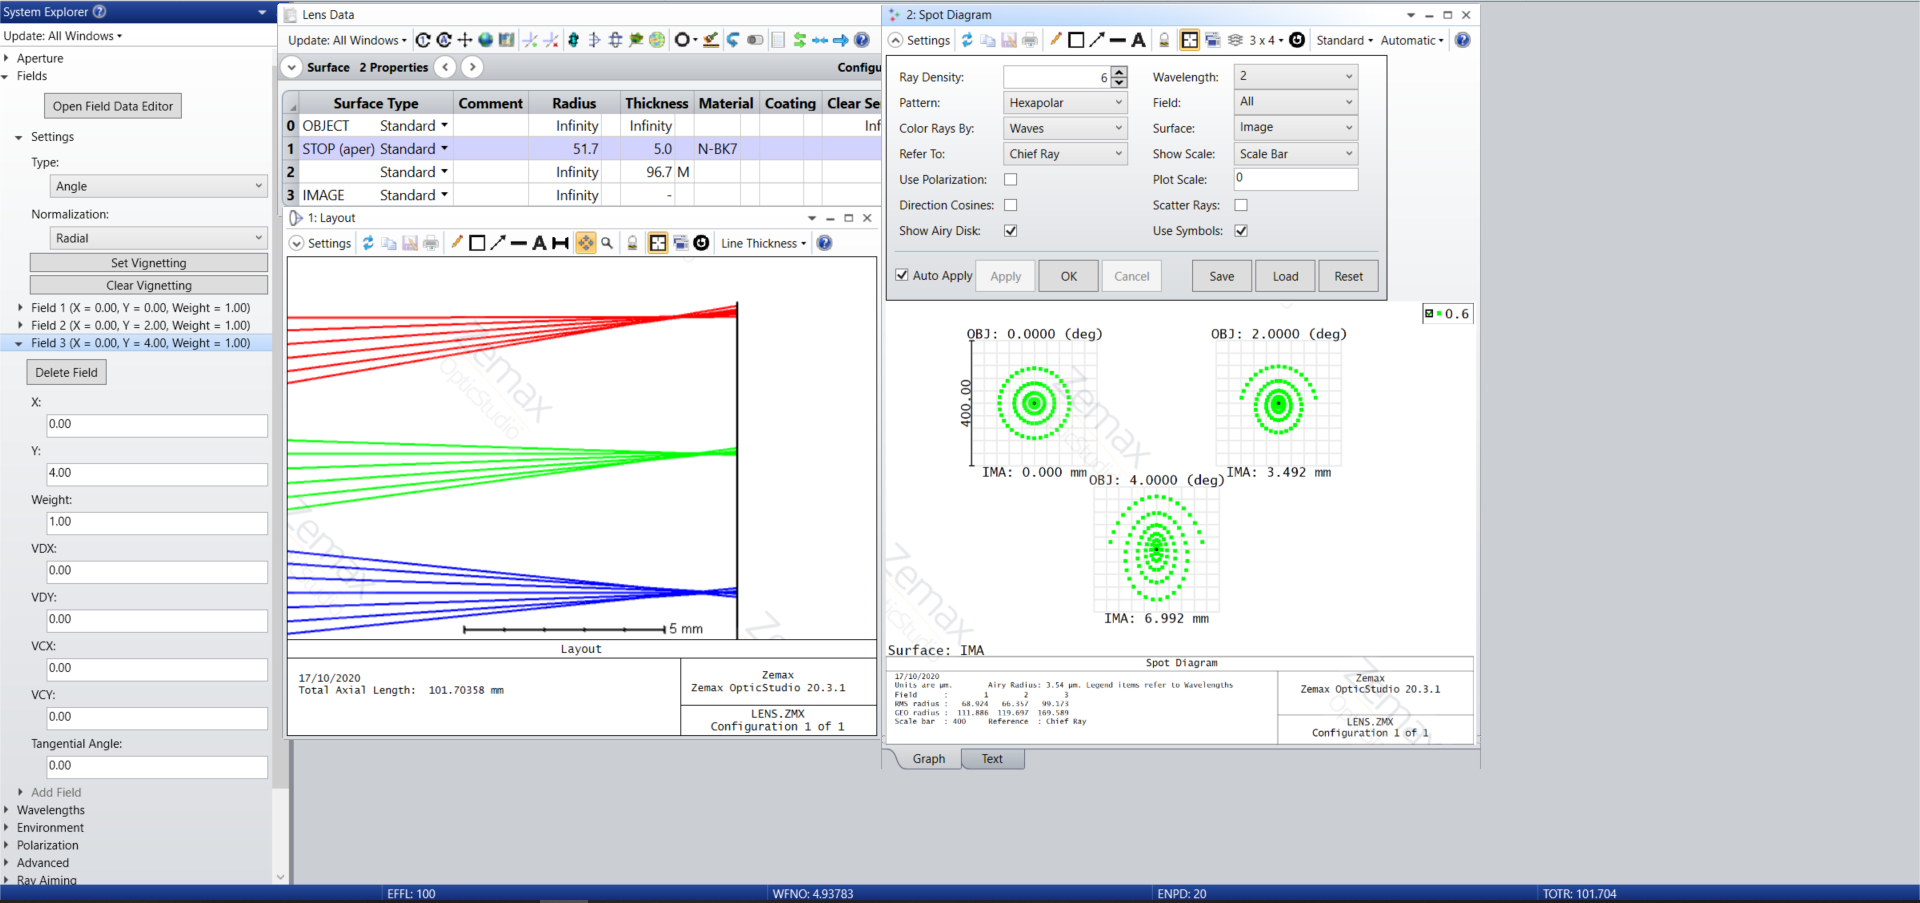 System Explorer ?
Update: All Windows
Aperture
Fields
Open Field Data Editor
Settings
Type:
Angle
Normalization:
Radial
Set Vignetting
Clear Vignetting
Field 1 (X = 0.00, Y = 0.00, Weight = 1.00)
Field 2 (X = 0.00, Y = 2.00, Weight = 1.00)
Field 3 (X = 0.00, Y = 4.00, Weight = 1.00)
Delete Field
X:
0.00
Y:
4.00
Weight:
1.00
VDX:
0.00
VDY:
0.00
VCX:
0.00
VCY:
0.00
Tangential Angle:
0.00
Add Field
Wavelengths
Environment
Polarization
Advanced
Ray Aiming
Lens Data
Update: All Windows
Surface 2 Properties Configu
Surface Type Comment Radius Thickness Material Coating Clear Se
0 OBJECT Standard Infinity Infinity Inf
1 STOP (aper) Standard 51.7 5.0 N-BK7
2 Standard Infinity 96.7 M
3 IMAGE Standard Infinity -
1: Layout
Settings A H Line Thickness
Zemax
OpticStudio
Zemax
Zemax
5 mm
Layout
17/10/2020
Total Axial Length: 101.70358 mm
Zemax
Zemax OpticStudio 20.3.1
LENS.ZMX
Configuration 1 of 1
2: Spot Diagram
Settings A 3 x 4 Standard Automatic
Ray Density: 6 Wavelength: 2
Pattern: Hexapolar Field: All
Color Rays By: Waves Surface: Image
Refer To: Chief Ray Show Scale: Scale Bar
Use Polarization: Plot Scale: 0
Direction Cosines: Scatter Rays:
Show Airy Disk: Use Symbols:
Auto Apply Apply OK Cancel Save Load Reset
0.6
OBJ: 0.0000 (deg) OBJ: 2.0000 (deg)
400.00
IMA: 0.000 mm IMA: 3.492 mm
OBJ: 4.0000 (deg)
IMA: 6.992 mm
Zemax
Zemax
OpticStudio
Zemax
Surface: IMA
Spot Diagram
17/10/2020
Units are µm. Airy Radius: 3.54 µm. Legend items refer to Wavelengths
Field : 1 2 3
RMS radius : 68.924 66.357 99.173
GEO radius : 111.886 119.697 169.589
Scale bar : 400 Reference : Chief Ray
Zemax
Zemax OpticStudio 20.3.1
LENS.ZMX
Configuration 1 of 1
Graph Text
EFFL: 100 WFNO: 4.93783 ENPD: 20 TOTR: 101.704